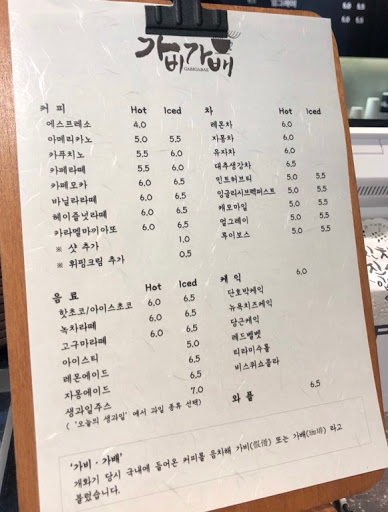 가비가배
GABIGABAE
커 피 Hot Iced
에스프레소 4.0
아메리카노 5.0 5.5
카푸치노 5.5 6.0
카페라떼 5.5 6.0
카페모카 6.0 6.5
바닐라라떼 6.0 6.5
헤이즐넛라떼 6.0 6.5
카라멜마끼아또 6.0 6.5
※ 샷 추가 1.0
※ 휘핑크림 추가 0.5
음 료 Hot Iced
핫초코/아이스초코 6.0 6.5
녹차라떼 6.0 6.5
고구마라떼 6.0 6.5
아이스티 5.0
레몬에이드 6.5
자몽에이드 6.5
생과일주스 7.0
( '오늘의 생과일' 에서 과일 종류 선택)
차 Hot Iced
레몬차 6.0
자몽차 6.0
유자차 6.0
대추생강차 6.5
민트허브티 5.0 5.5
잉글리시브랙퍼스트 5.0 5.5
캐모마일 5.0 5.5
얼그레이 5.0 5.5
루이보스 5.0 5.5
케 익 6.0
단호박케익
뉴욕치즈케익
당근케익
레드벨벳
티라미수롤
비스퀴쇼콜라
와 플 6.5
'가비 · 가배'
개화기 당시 국내에 들어온 커피를 음차해 가비(加排) 또는 가배(珈琲) 라고
불렀습니다.